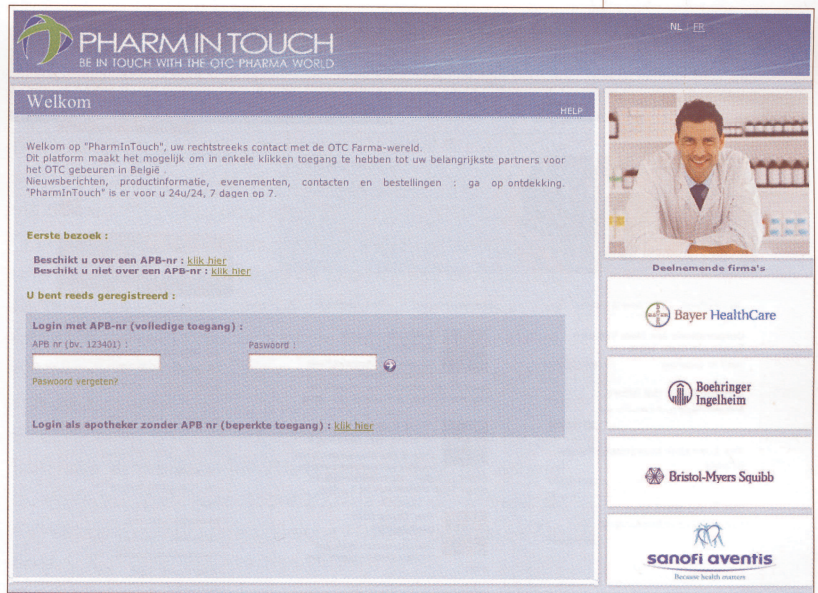 PHARM IN TOUCH
BE IN TOUCH WITH THE OTC PHARMA WORLD
NL | FR
Welkom
HELP
Welkom op "PharmInTouch", uw rechtstreeks contact met de OTC Farma-wereld.
Dit platform maakt het mogelijk om in enkele klikken toegang te hebben tot uw belangrijkste partners voor
het OTC gebeuren in België .
Nieuwsberichten, productinformatie, evenementen, contacten en bestellingen : ga op ontdekking.
"PharmInTouch" is er voor u 24u/24, 7 dagen op 7.
Eerste bezoek :
Beschikt u over een APB-nr : klik hier
Beschikt u niet over een APB-nr : klik hier
U bent reeds geregistreerd :
Login met APB-nr (volledige toegang) :
APB nr (bv. 123401) :
Paswoord :
Paswoord vergeten?
Login als apotheker zonder APB nr (beperkte toegang) : klik hier
Deelnemende firma's
Bayer HealthCare
Boehringer
Ingelheim
Bristol-Myers Squibb
sanofi aventis
Because health matters